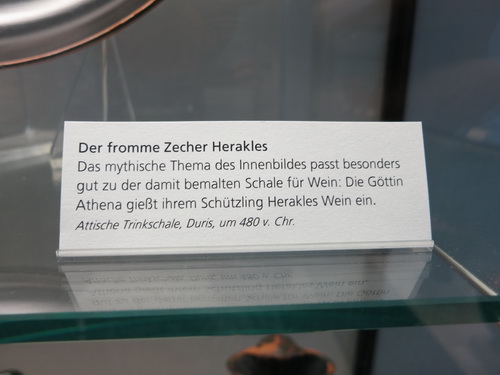 Der fromme Zecher Herakles
Das mythische Thema des Innenbildes passt besonders
gut zu der damit bemalten Schale für Wein: Die Göttin
Athena gießt ihrem Schützling Herakles Wein ein.
Attische Trinkschale, Duris, um 480 v. Chr.